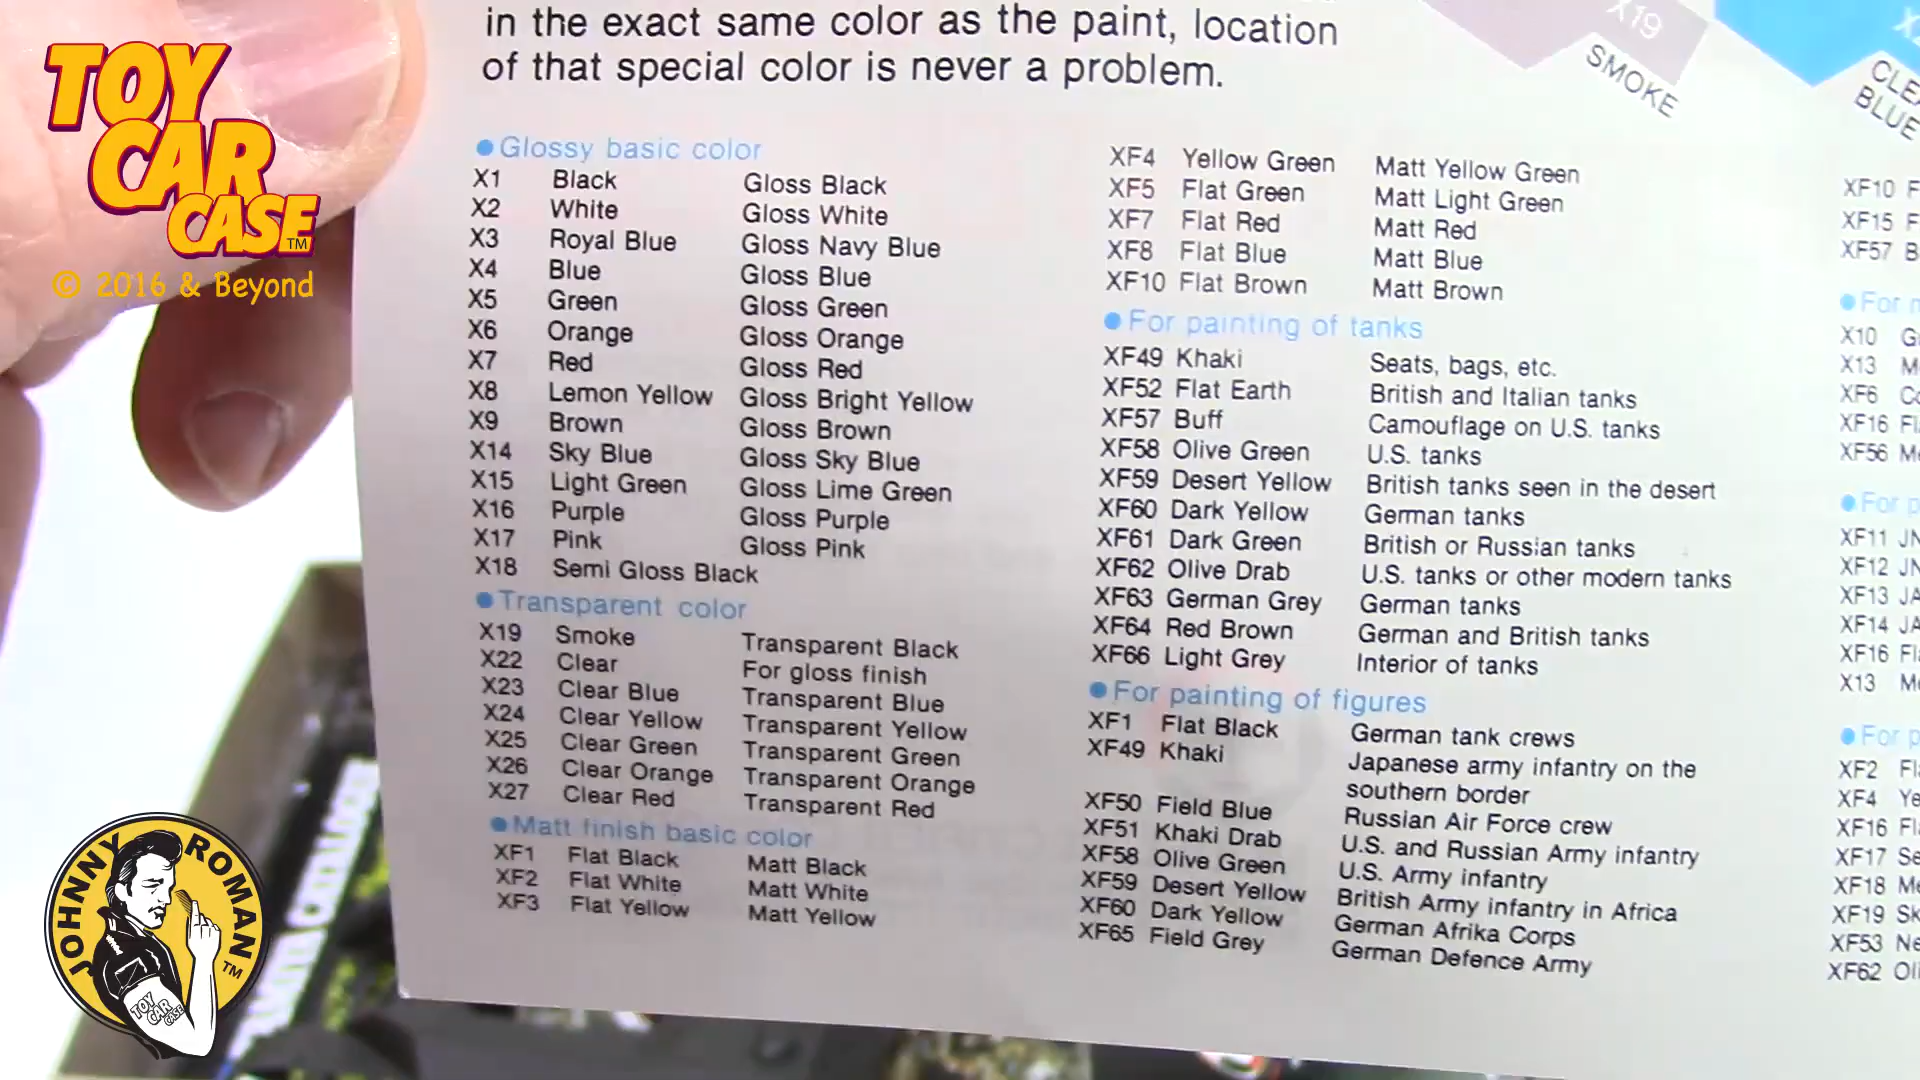 TOY
CAR
CASE
TM
© 2016 & Beyond
in the exact same color as the paint, location
of that special color is never a problem.
X19
SMOKE
BLUE
Glossy basic color
X1 Black Gloss Black
X2 White Gloss White
X3 Royal Blue Gloss Navy Blue
X4 Blue Gloss Blue
X5 Green Gloss Green
X6 Orange Gloss Orange
X7 Red Gloss Red
X8 Lemon Yellow Gloss Bright Yellow
X9 Brown Gloss Brown
X14 Sky Blue Gloss Sky Blue
X15 Light Green Gloss Lime Green
X16 Purple Gloss Purple
X17 Pink Gloss Pink
X18 Semi Gloss Black
Transparent color
X19 Smoke Transparent Black
X22 Clear For gloss finish
X23 Clear Blue Transparent Blue
X24 Clear Yellow Transparent Yellow
X25 Clear Green Transparent Green
X26 Clear Orange Transparent Orange
X27 Clear Red Transparent Red
Matt finish basic color
XF1 Flat Black Matt Black
XF2 Flat White Matt White
XF3 Flat Yellow Matt Yellow
XF4 Yellow Green Matt Yellow Green
XF5 Flat Green Matt Light Green
XF7 Flat Red Matt Red
XF8 Flat Blue Matt Blue
XF10 Flat Brown Matt Brown
For painting of tanks
XF49 Khaki Seats, bags, etc.
XF52 Flat Earth British and Italian tanks
XF57 Buff Camouflage on U.S. tanks
XF58 Olive Green U.S. tanks
XF59 Desert Yellow British tanks seen in the desert
XF60 Dark Yellow German tanks
XF61 Dark Green British or Russian tanks
XF62 Olive Drab U.S. tanks or other modern tanks
XF63 German Grey German tanks
XF64 Red Brown German and British tanks
XF66 Light Grey Interior of tanks
For painting of figures
XF1 Flat Black German tank crews
XF49 Khaki Japanese army infantry on the
southern border
XF50 Field Blue Russian Air Force crew
XF51 Khaki Drab U.S. and Russian Army infantry
XF58 Olive Green U.S. Army infantry
XF59 Desert Yellow British Army infantry in Africa
XF60 Dark Yellow German Afrika Corps
XF65 Field Grey German Defence Army
XF10
XF15
XF57
For
X10
X13
XF6
XF16
XF56
For
XF11
XF12
XF13
XF14
XF16
X13
For
XF2
XF4
XF16
XF17
XF18
XF19
XF53
XF62
JOHNNY ROMAN
TM
TOY
CAR
CASE